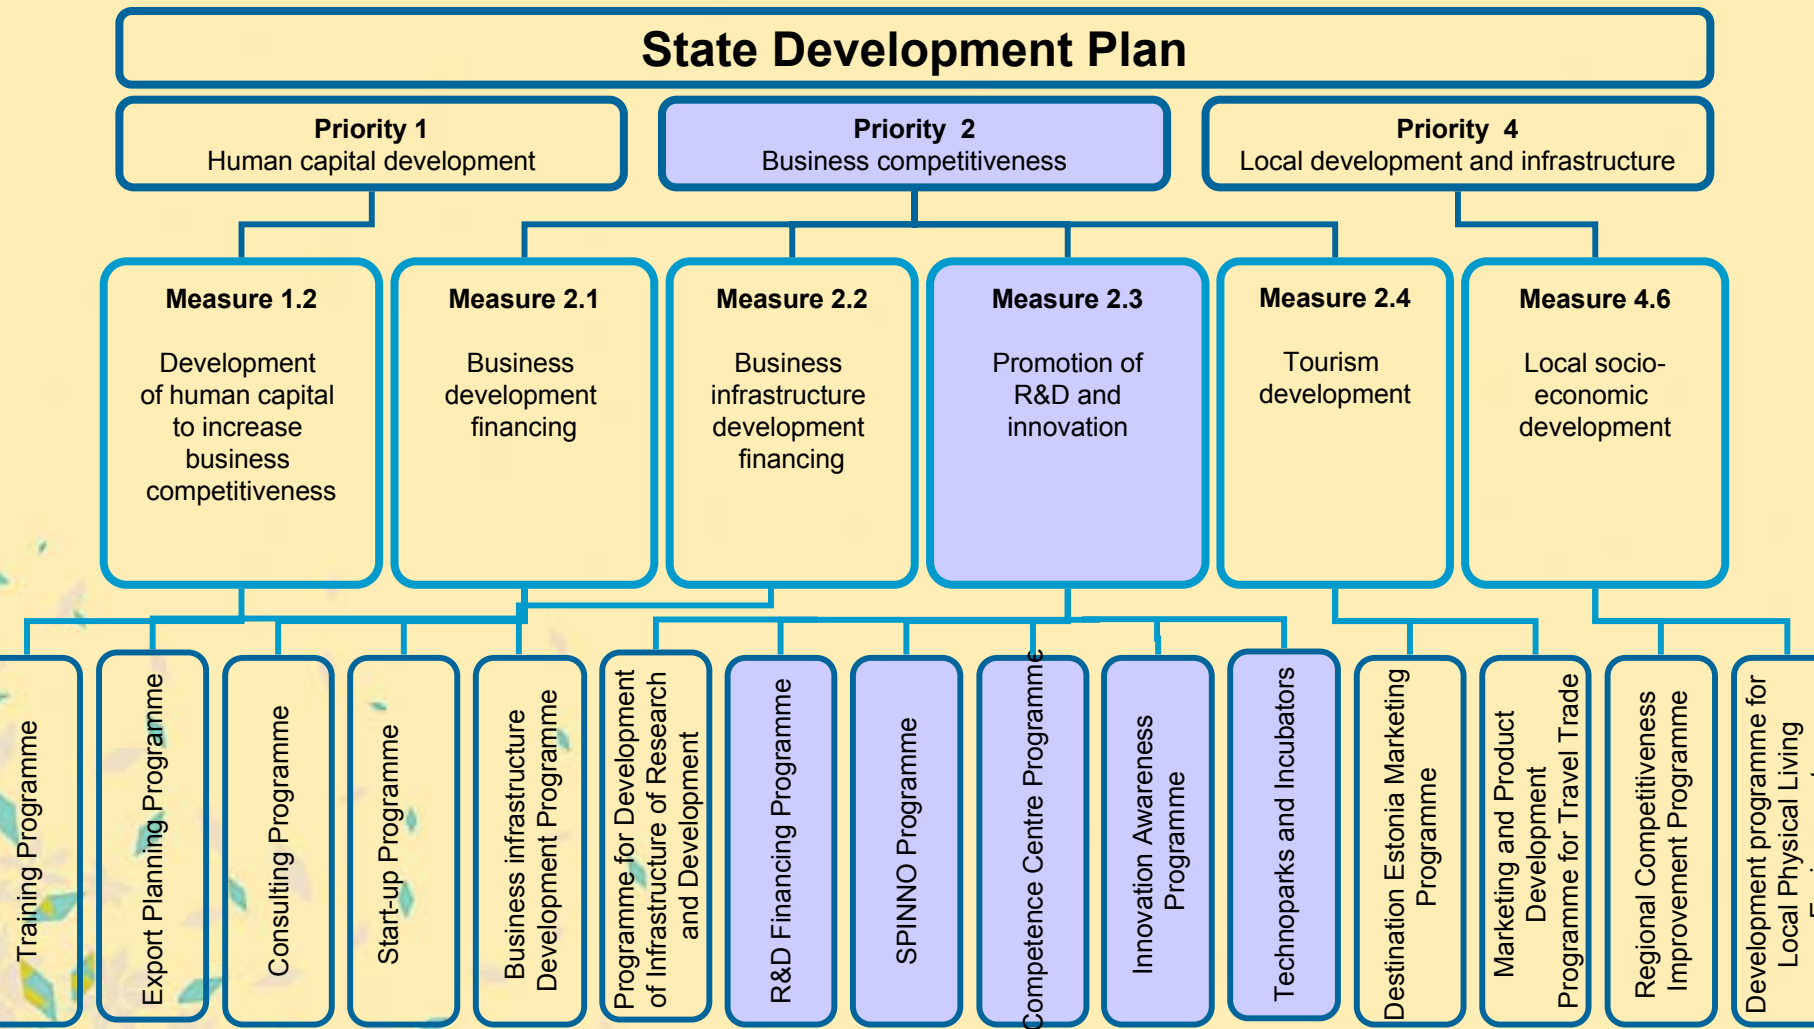 State Development Plan
Priority 1
Human capital development
Priority 2
Business competitiveness
Priority 4
Local development and infrastructure
Measure 1.2
Development
of human capital
to increase
business
competitiveness
Measure 2.1
Business
development
financing
Measure 2.2
Business
infrastructure
development
financing
Measure 2.3
Promotion of
R&D and
innovation
Measure 2.4
Tourism
development
Measure 4.6
Local socio-
economic
development
Training Programme
Export Planning Programme
Consulting Programme
Start-up Programme
Business infrastructure
Development Programme
Programme for Development
of Infrastructure of Research
and Development
R&D Financing Programme
SPINNO Programme
Competence Centre Programme
Innovation Awareness
Programme
Technoparks and Incubators
Destination Estonia Marketing
Programme
Marketing and Product
Development
Programme for Travel Trade
Regional Competitiveness
Improvement Programme
Development programme for
Local Physical Living